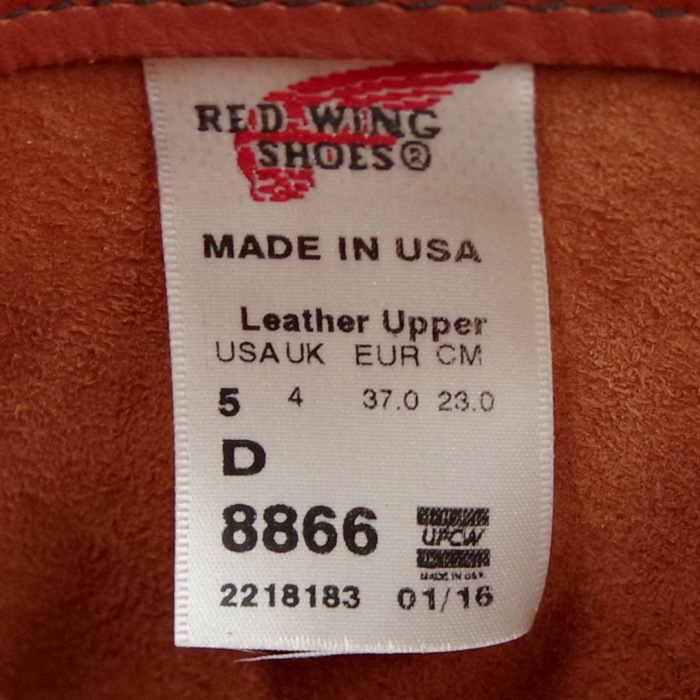 RED WING
SHOES®
MADE IN USA
Leather Upper
USA UK EUR CM
5 4 37.0 23.0
D
8866
UFCW
MADE IN U.S.A.
2218183 01/16